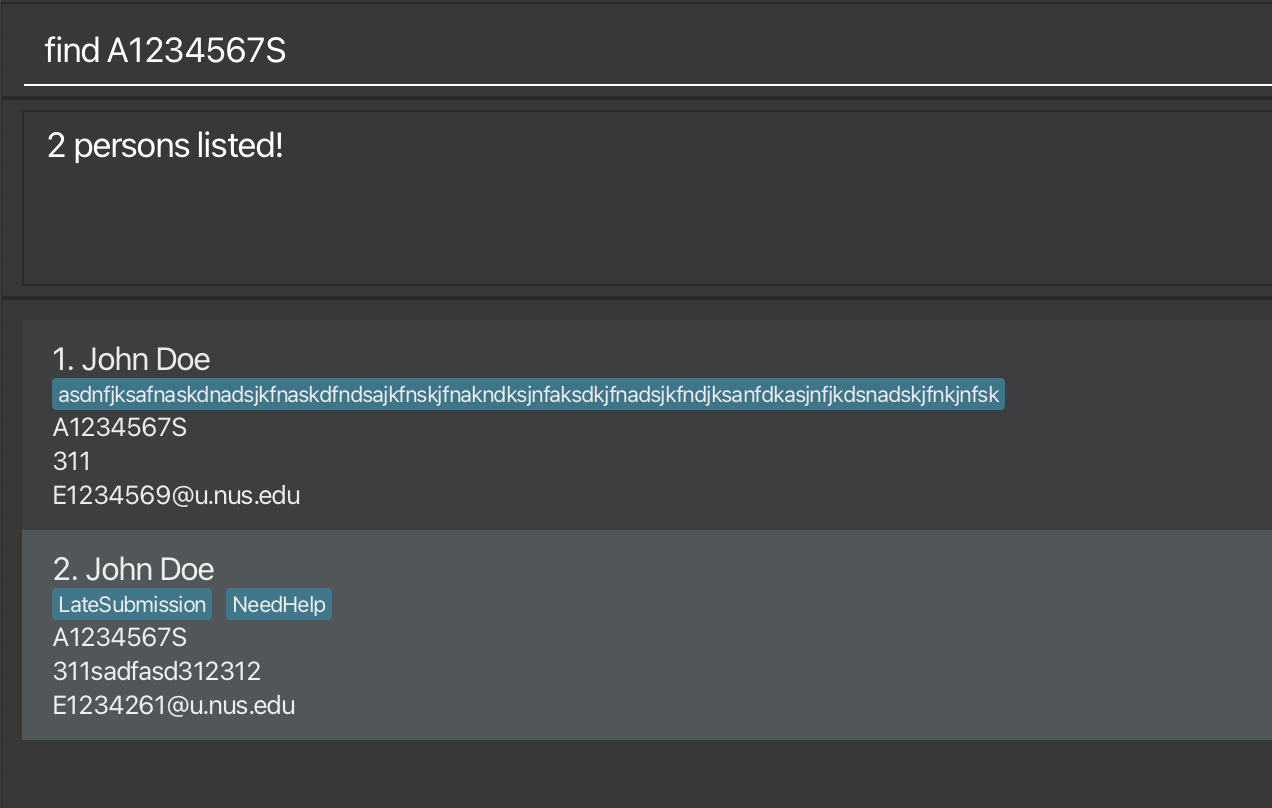 find A1234567S
2 persons listed!
1. John Doe
asdnfjksafnaskdnadsjkfnaskdfndsajkfnskjfnakndksjnfaksdkjfnadsjkfndjksanfdkasjnfjkdsnadskjfnkjnfsk
A1234567S
311
E1234569@u.nus.edu
2. John Doe
LateSubmission NeedHelp
A1234567S
311sadfasd312312
E1234261@u.nus.edu